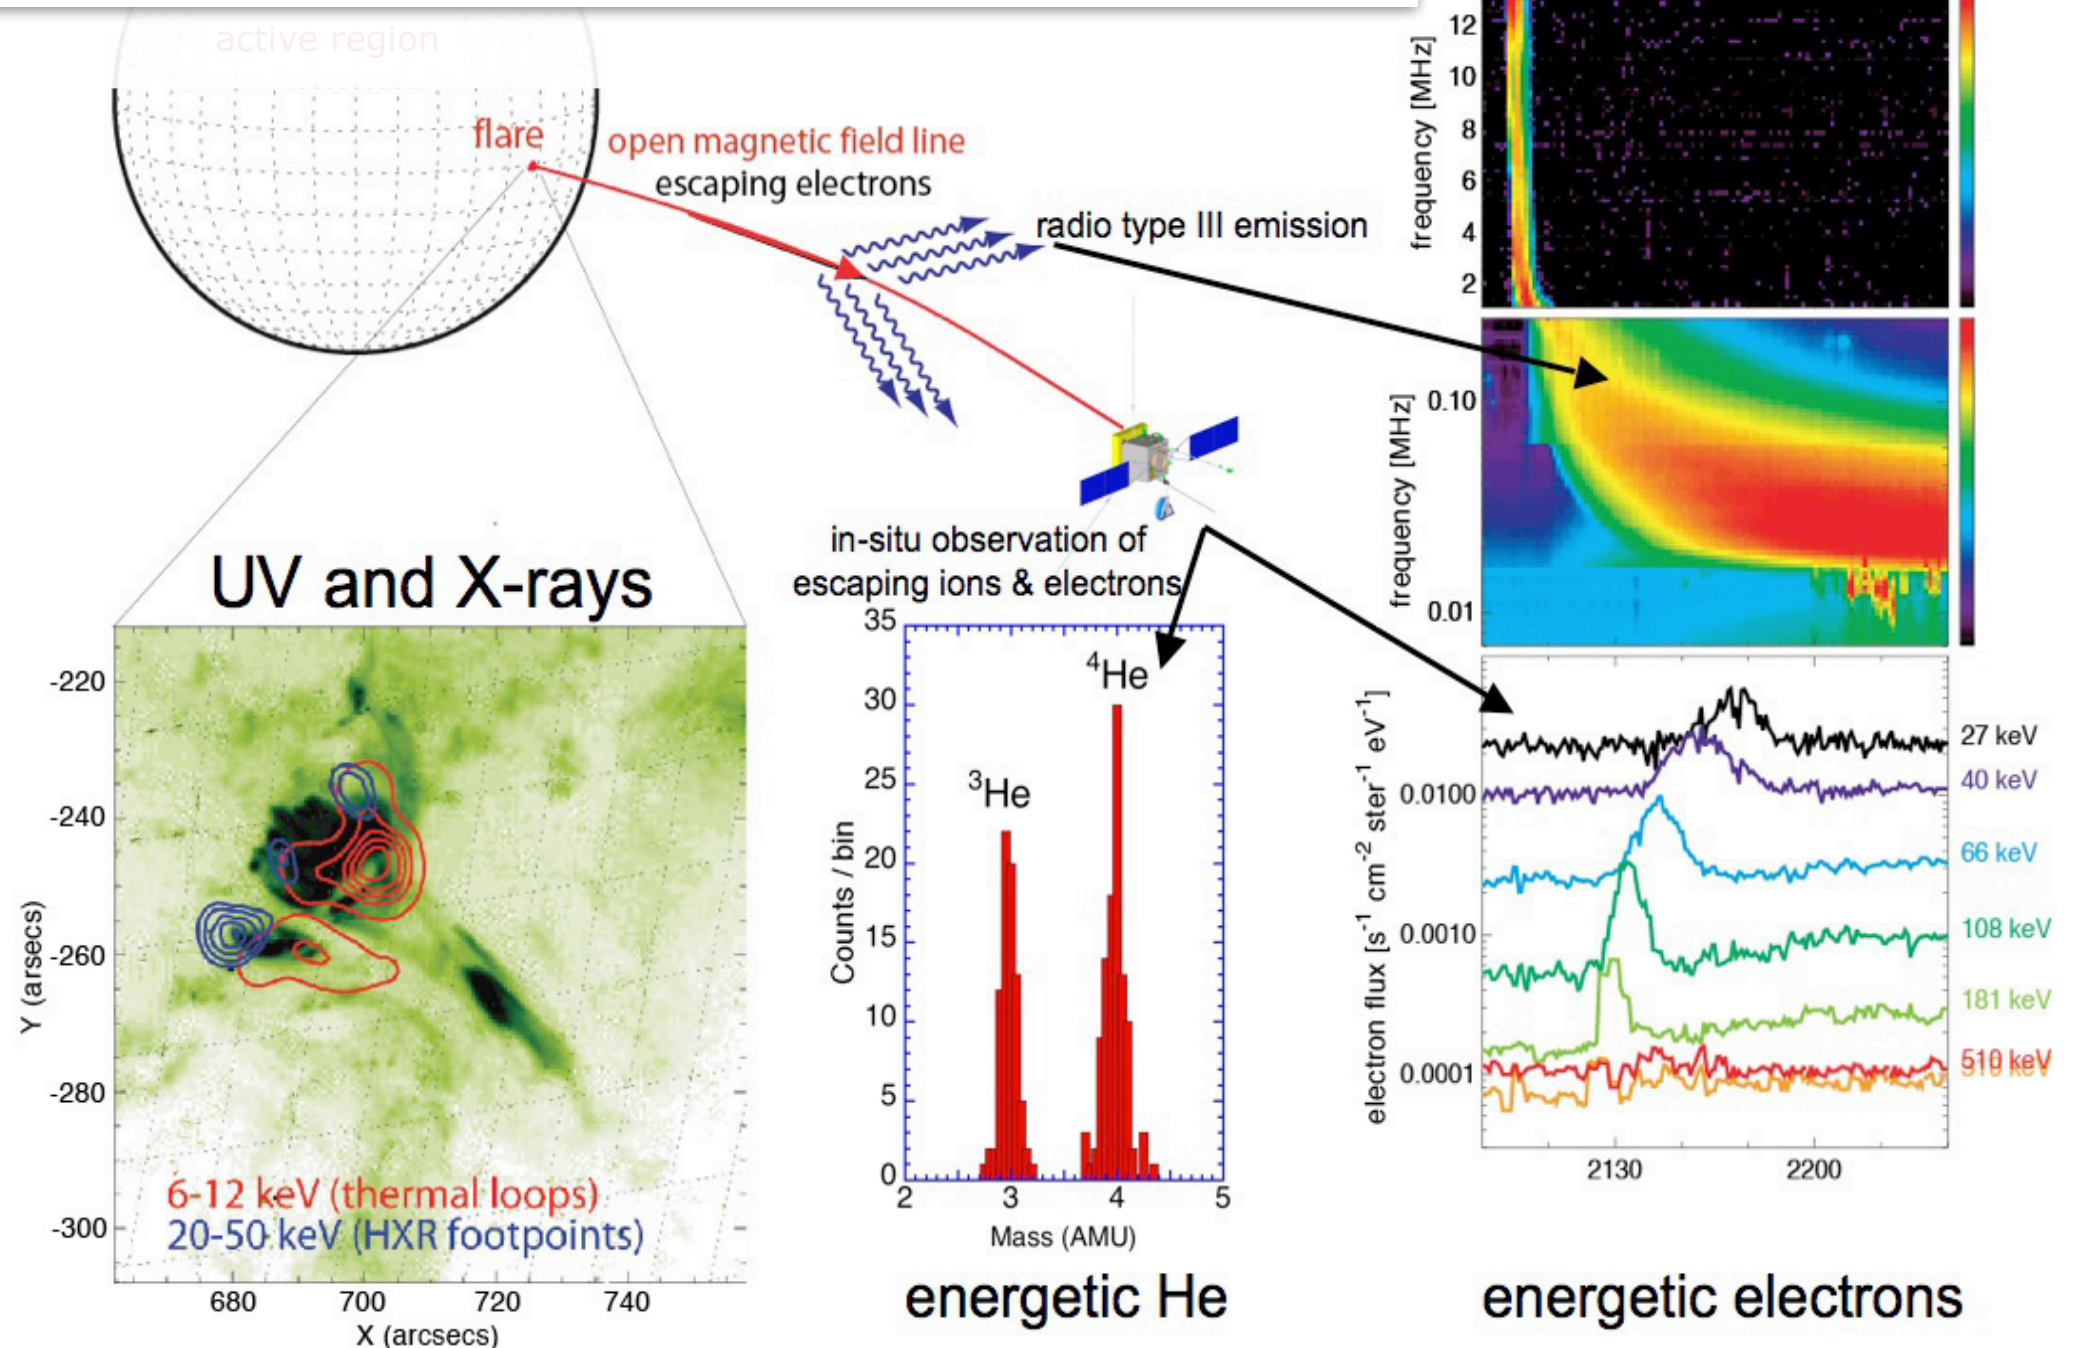 active region
flare
open magnetic field line
escaping electrons
radio type III emission
in-situ observation of
escaping ions & electrons
UV and X-rays
-220
-240
-260
-280
-300
Y (arsecs)
6-12 keV (thermal loops)
20-50 keV (HXR footpoints)
680 700 720 740
X (arcsecs)
35
30
25
20
15
10
5
0
Counts / bin
³He
⁴He
2 3 4 5
Mass (AMU)
energetic He
12
10
8
6
4
2
frequency [MHz]
0.10
0.01
frequency [MHz]
0.0100
0.0010
0.0001
electron flux [s⁻¹ cm⁻² ster⁻¹ eV⁻¹]
27 keV
40 keV
66 keV
108 keV
181 keV
510 keV
310 keV
2130 2200
energetic electrons